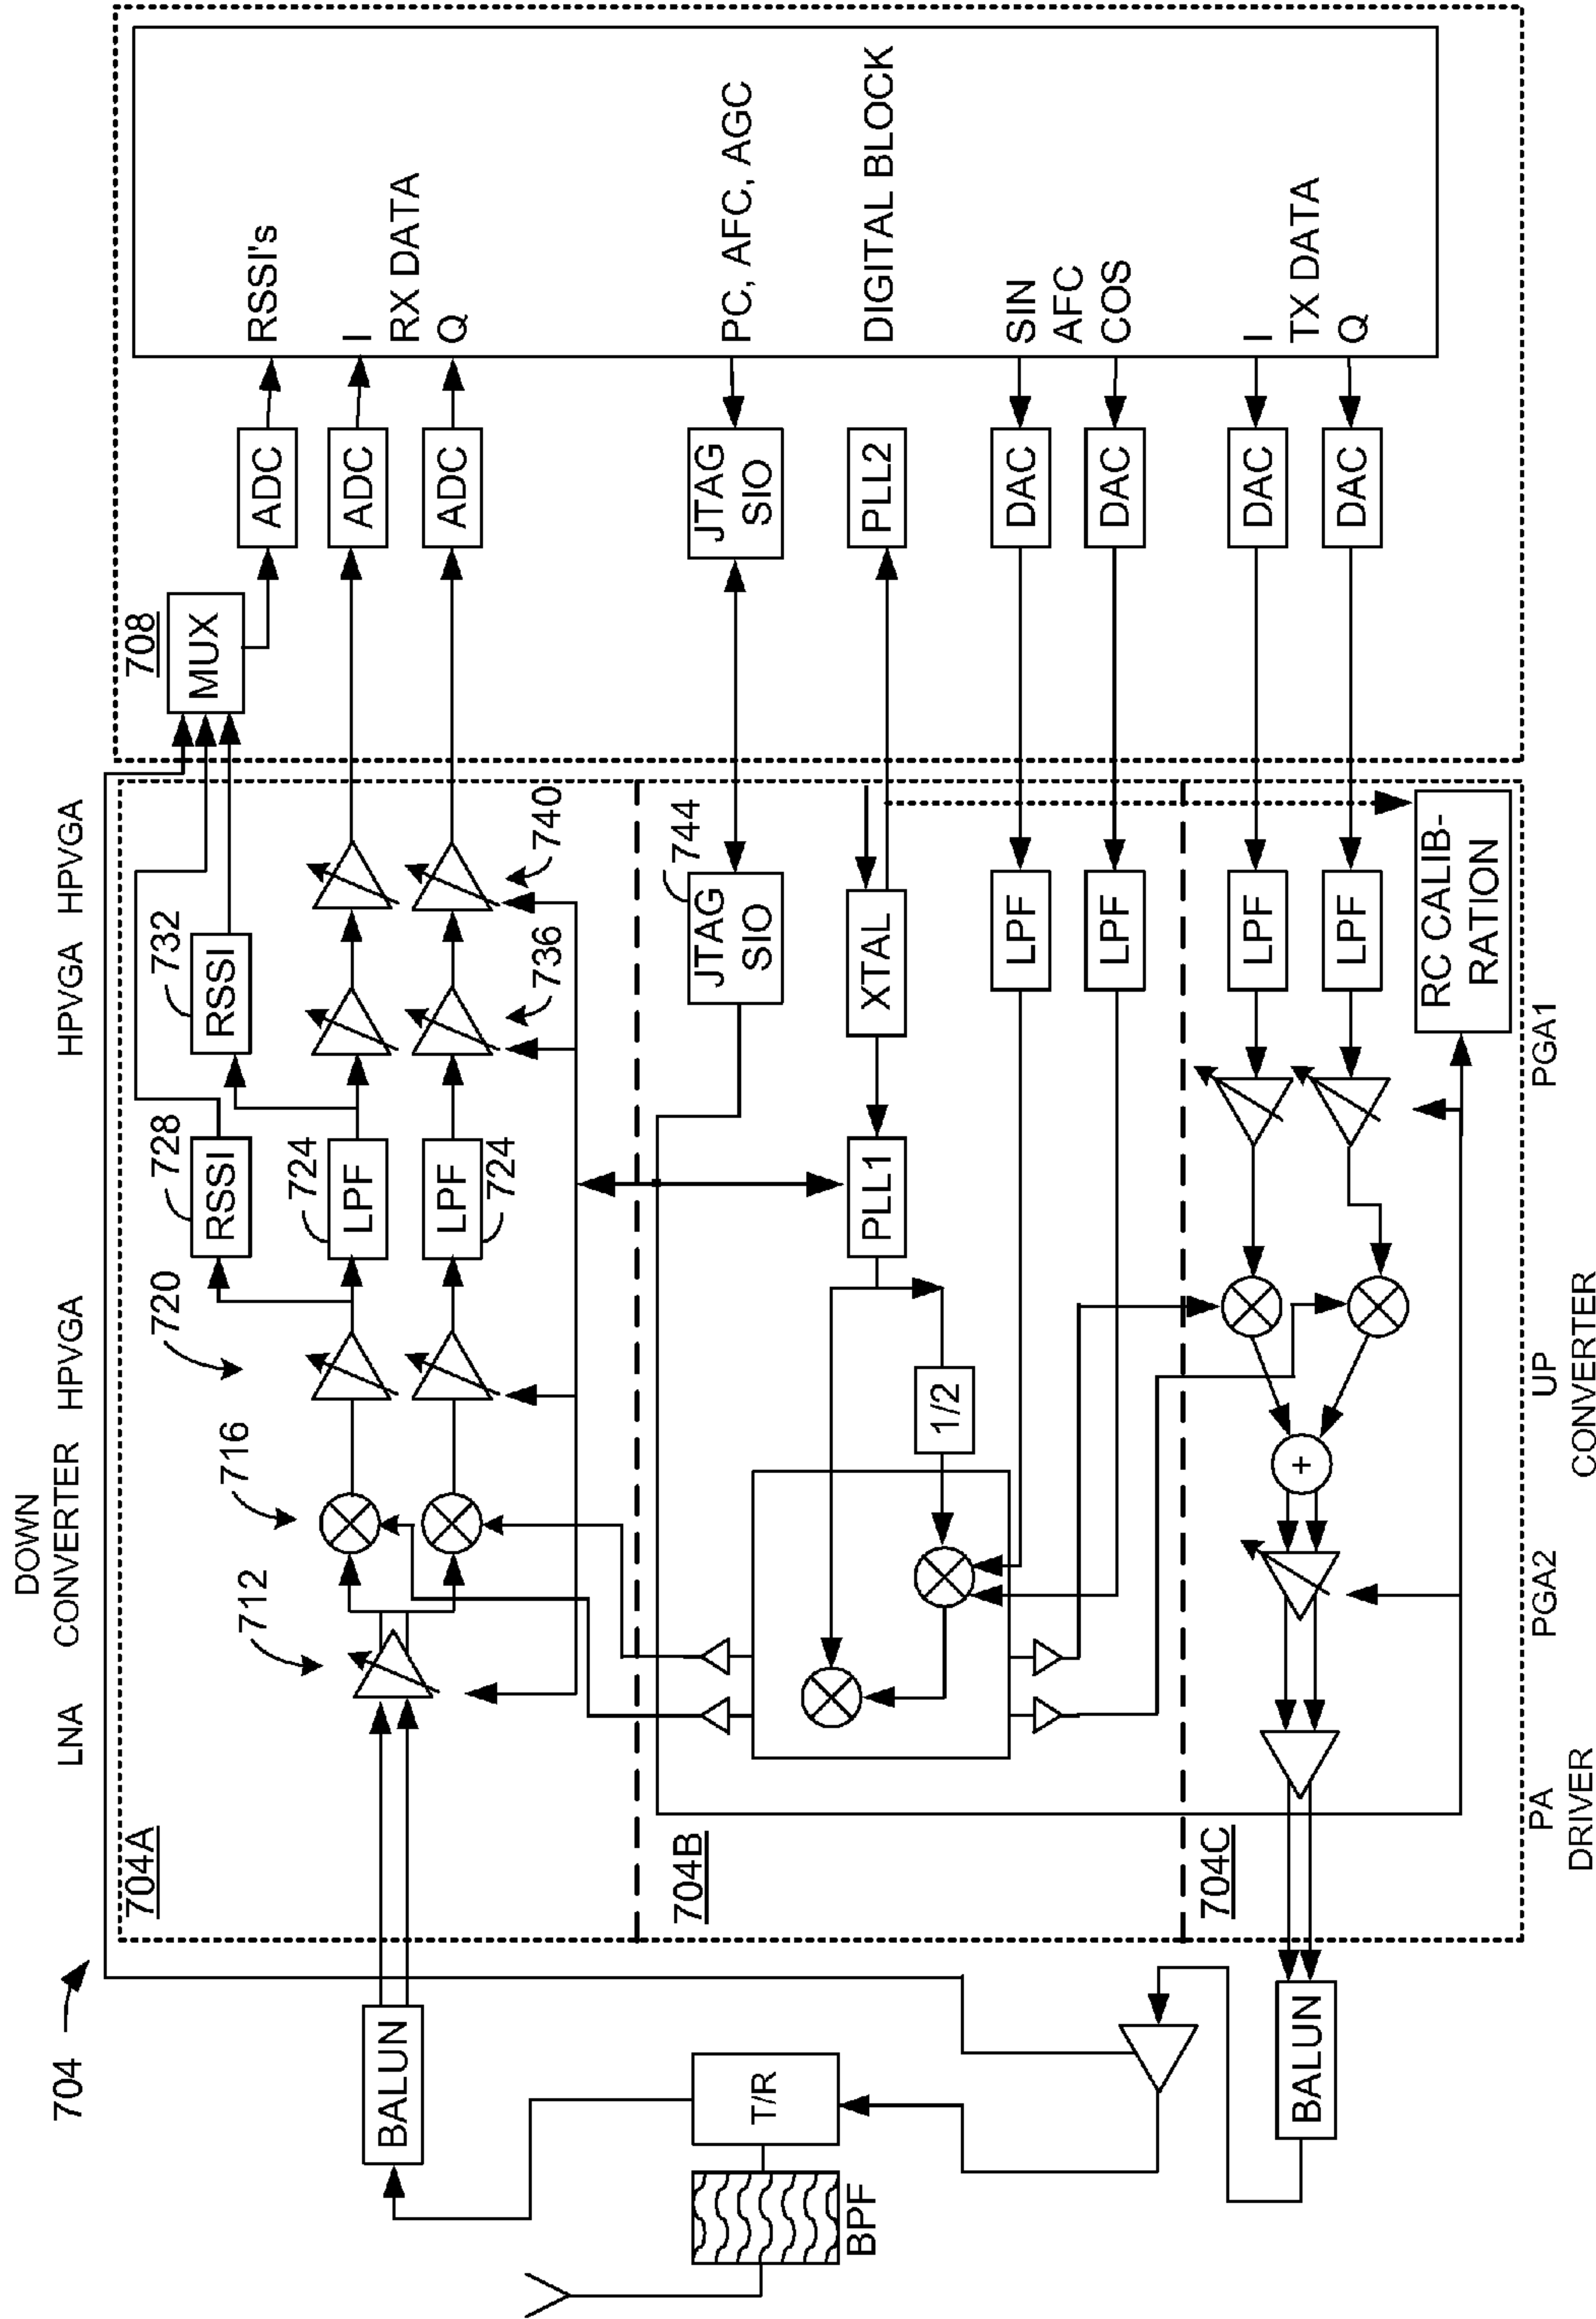 704
LNA
DOWN
CONVERTER
HPVGA
HPVGA
HPVGA
704A
712
716
720
728
RSSI
732
RSSI
724
LPF
LPF
724
736
740
708
MUX
ADC
ADC
ADC
RSSI's
I
RX DATA
Q
BALUN
704B
1/2
PLL1
XTAL
JTAG
SIO
744
LPF
LPF
JTAG
SIO
PLL2
DAC
DAC
PC, AFC, AGC
DIGITAL BLOCK
SIN
AFC
COS
T/R
BPF
704C
+
LPF
LPF
RC CALIB-
RATION
DAC
DAC
I
TX DATA
Q
BALUN
PA
DRIVER
PGA2
UP
CONVERTER
PGA1